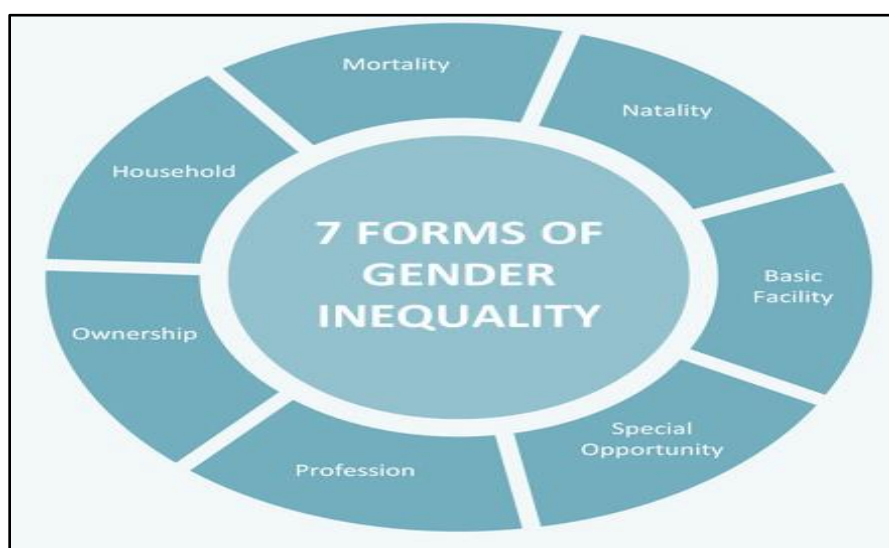 7 FORMS OF
GENDER
INEQUALITY
Mortality
Natality
Basic
Facility
Special
Opportunity
Profession
Ownership
Household